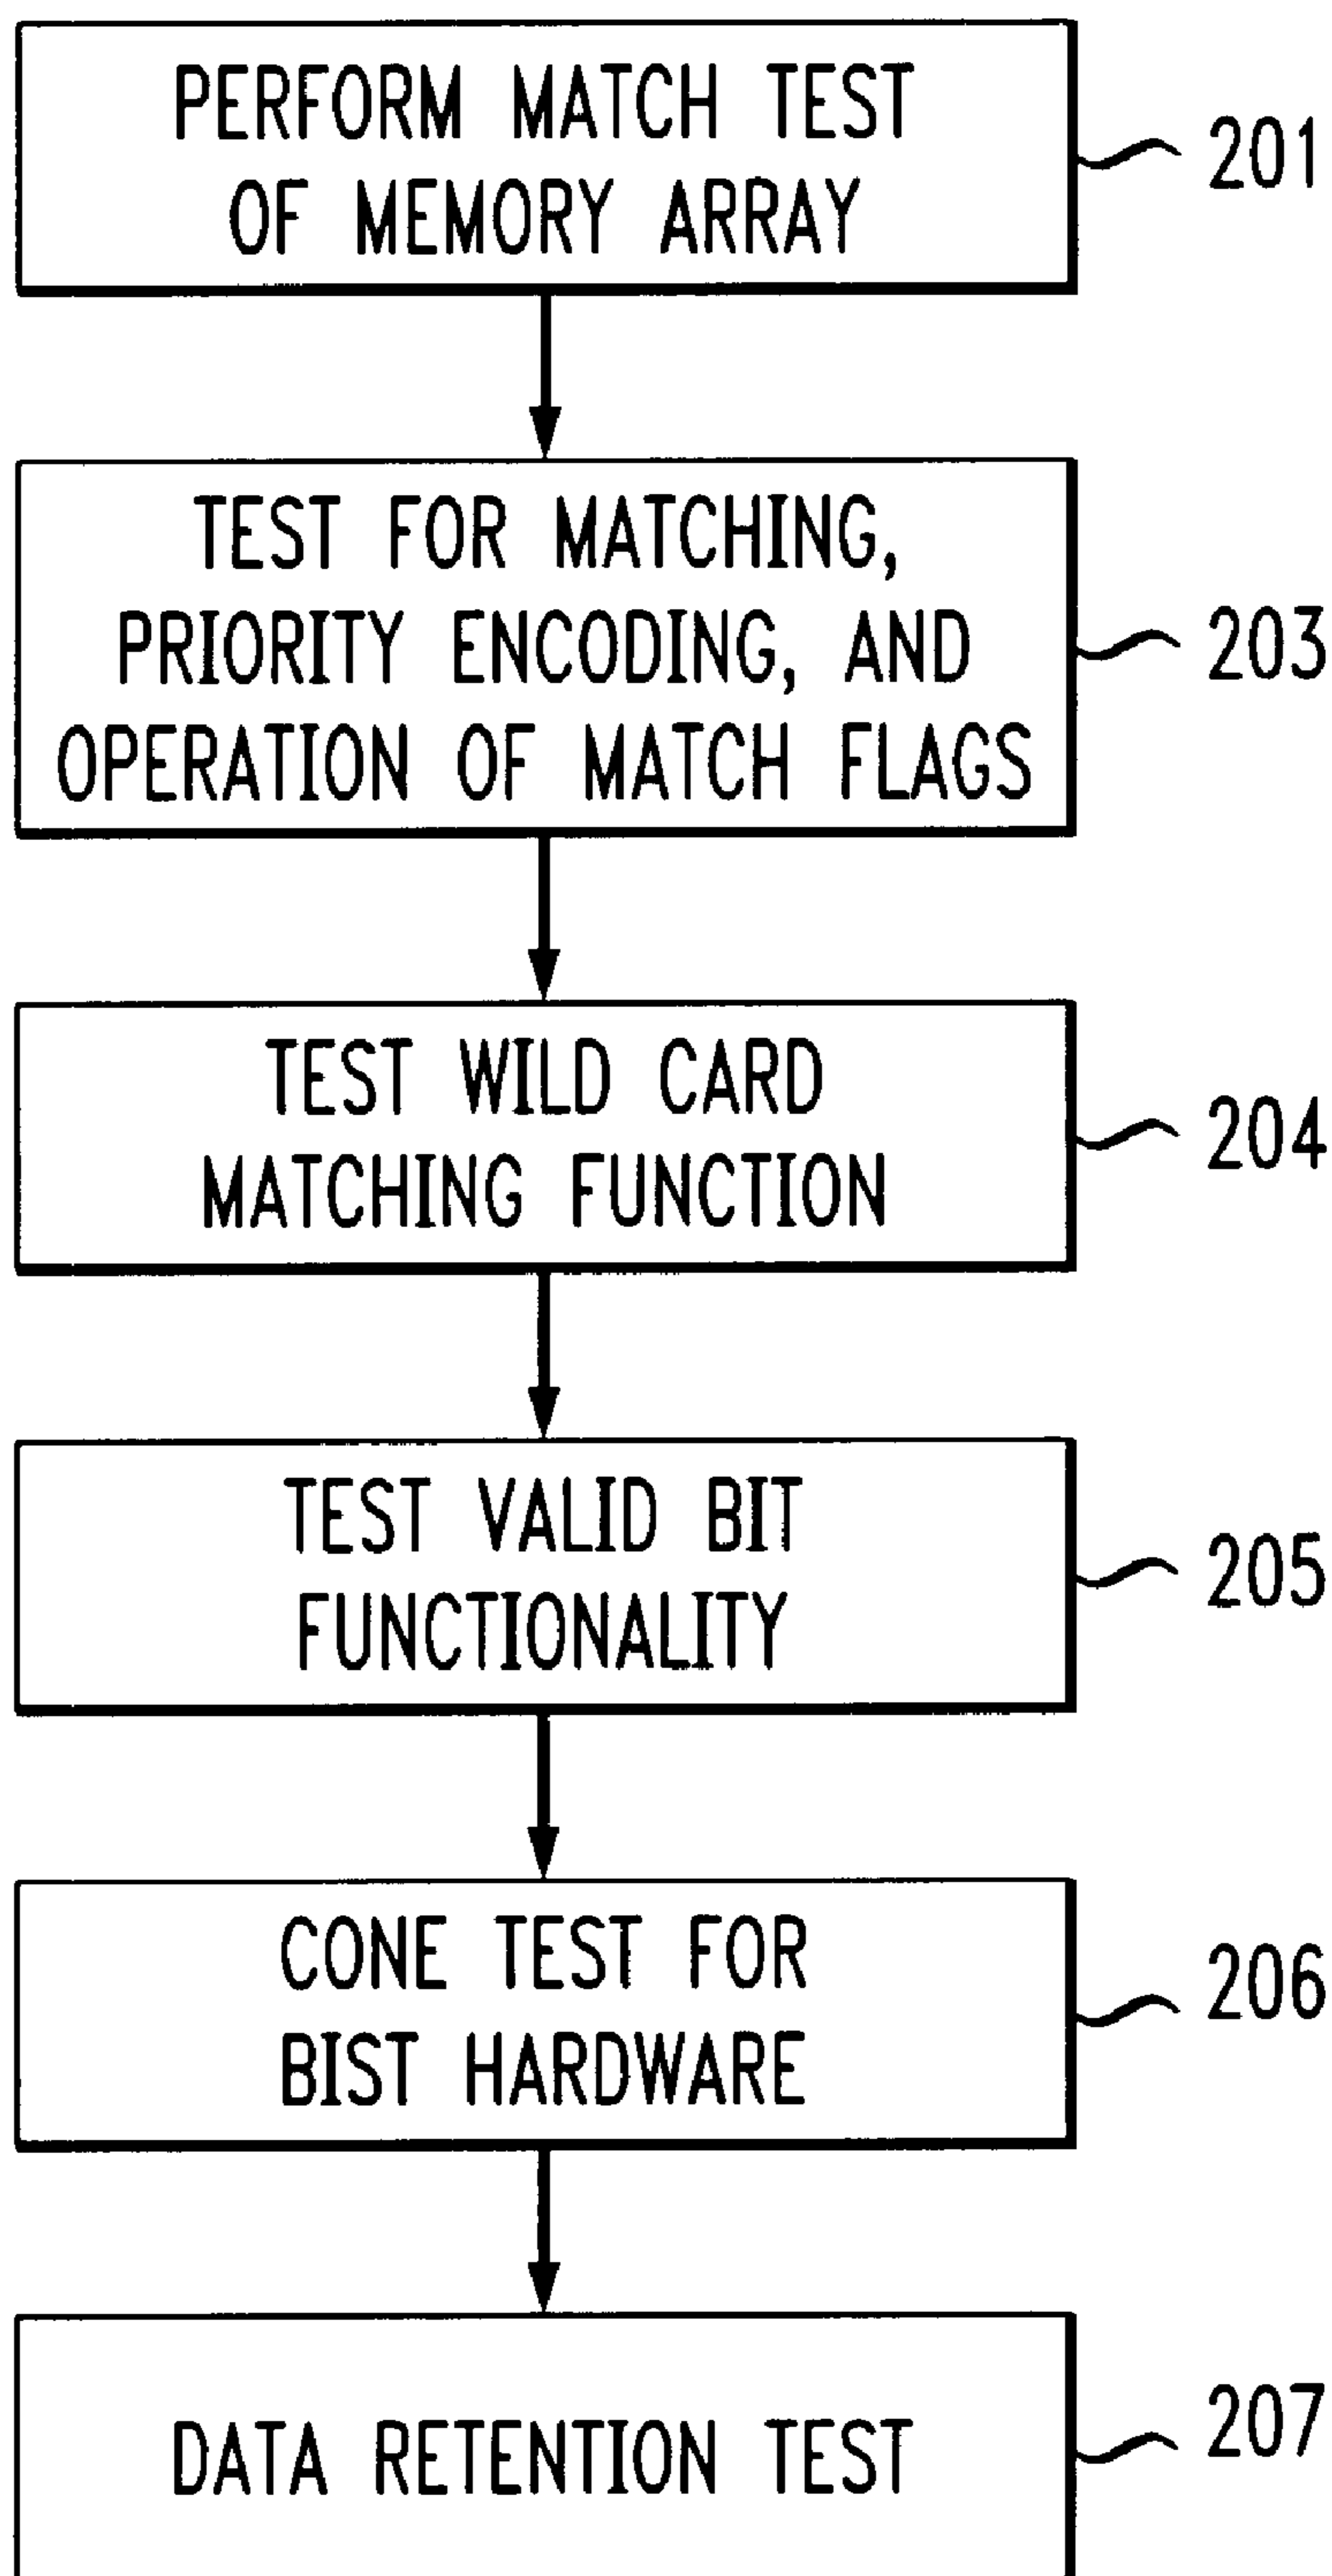 PERFORM MATCH TEST
OF MEMORY ARRAY
201
TEST FOR MATCHING,
PRIORITY ENCODING, AND
OPERATION OF MATCH FLAGS
203
TEST WILD CARD
MATCHING FUNCTION
204
TEST VALID BIT
FUNCTIONALITY
205
CONE TEST FOR
BIST HARDWARE
206
DATA RETENTION TEST
207